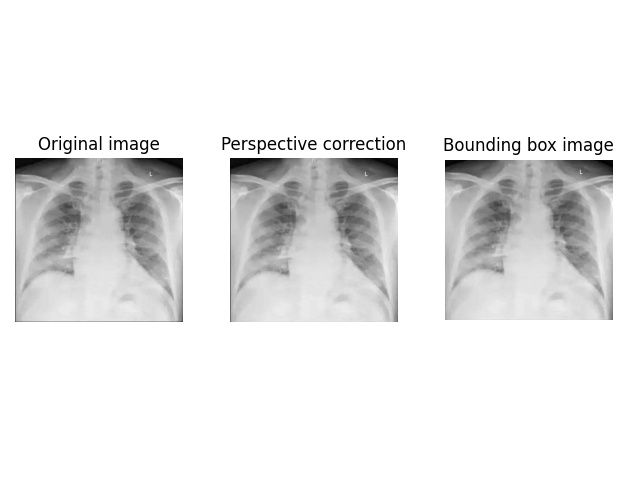 Original image
Perspective correction
Bounding box image
L
L
L